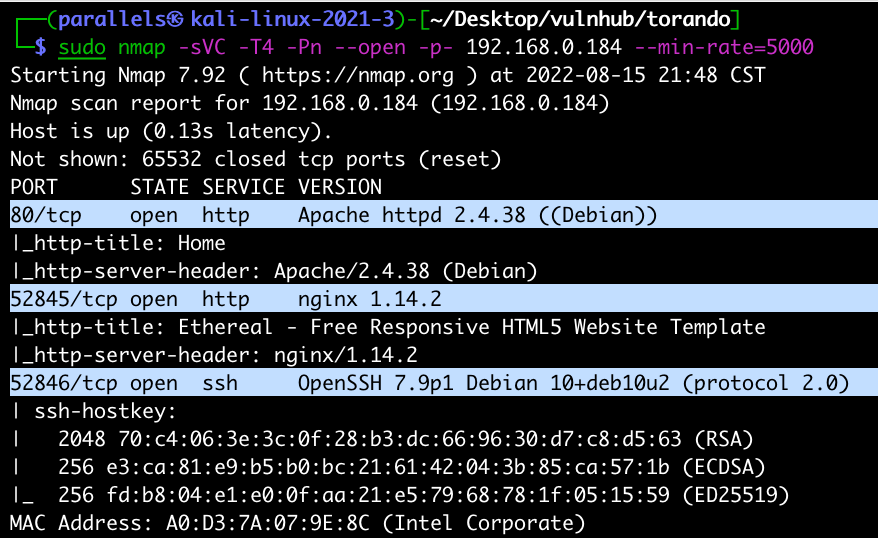 ┌──(parallels㉿kali-linux-2021-3)-[~/Desktop/vulnhub/torando]
└─$ sudo nmap -sVC -T4 -Pn --open -p- 192.168.0.184 --min-rate=5000
Starting Nmap 7.92 ( https://nmap.org ) at 2022-08-15 21:48 CST
Nmap scan report for 192.168.0.184 (192.168.0.184)
Host is up (0.13s latency).
Not shown: 65532 closed tcp ports (reset)
PORT      STATE SERVICE VERSION
80/tcp    open  http    Apache httpd 2.4.38 ((Debian))
|_http-title: Home
|_http-server-header: Apache/2.4.38 (Debian)
52845/tcp open  http    nginx 1.14.2
|_http-title: Ethereal - Free Responsive HTML5 Website Template
|_http-server-header: nginx/1.14.2
52846/tcp open  ssh     OpenSSH 7.9p1 Debian 10+deb10u2 (protocol 2.0)
| ssh-hostkey:
|   2048 70:c4:06:3e:3c:0f:28:b3:dc:66:96:30:d7:c8:d5:63 (RSA)
|   256 e3:ca:81:e9:b5:b0:bc:21:61:42:04:3b:85:ca:57:1b (ECDSA)
|_  256 fd:b8:04:e1:e0:0f:aa:21:e5:79:68:78:1f:05:15:59 (ED25519)
MAC Address: A0:D3:7A:07:9E:8C (Intel Corporate)